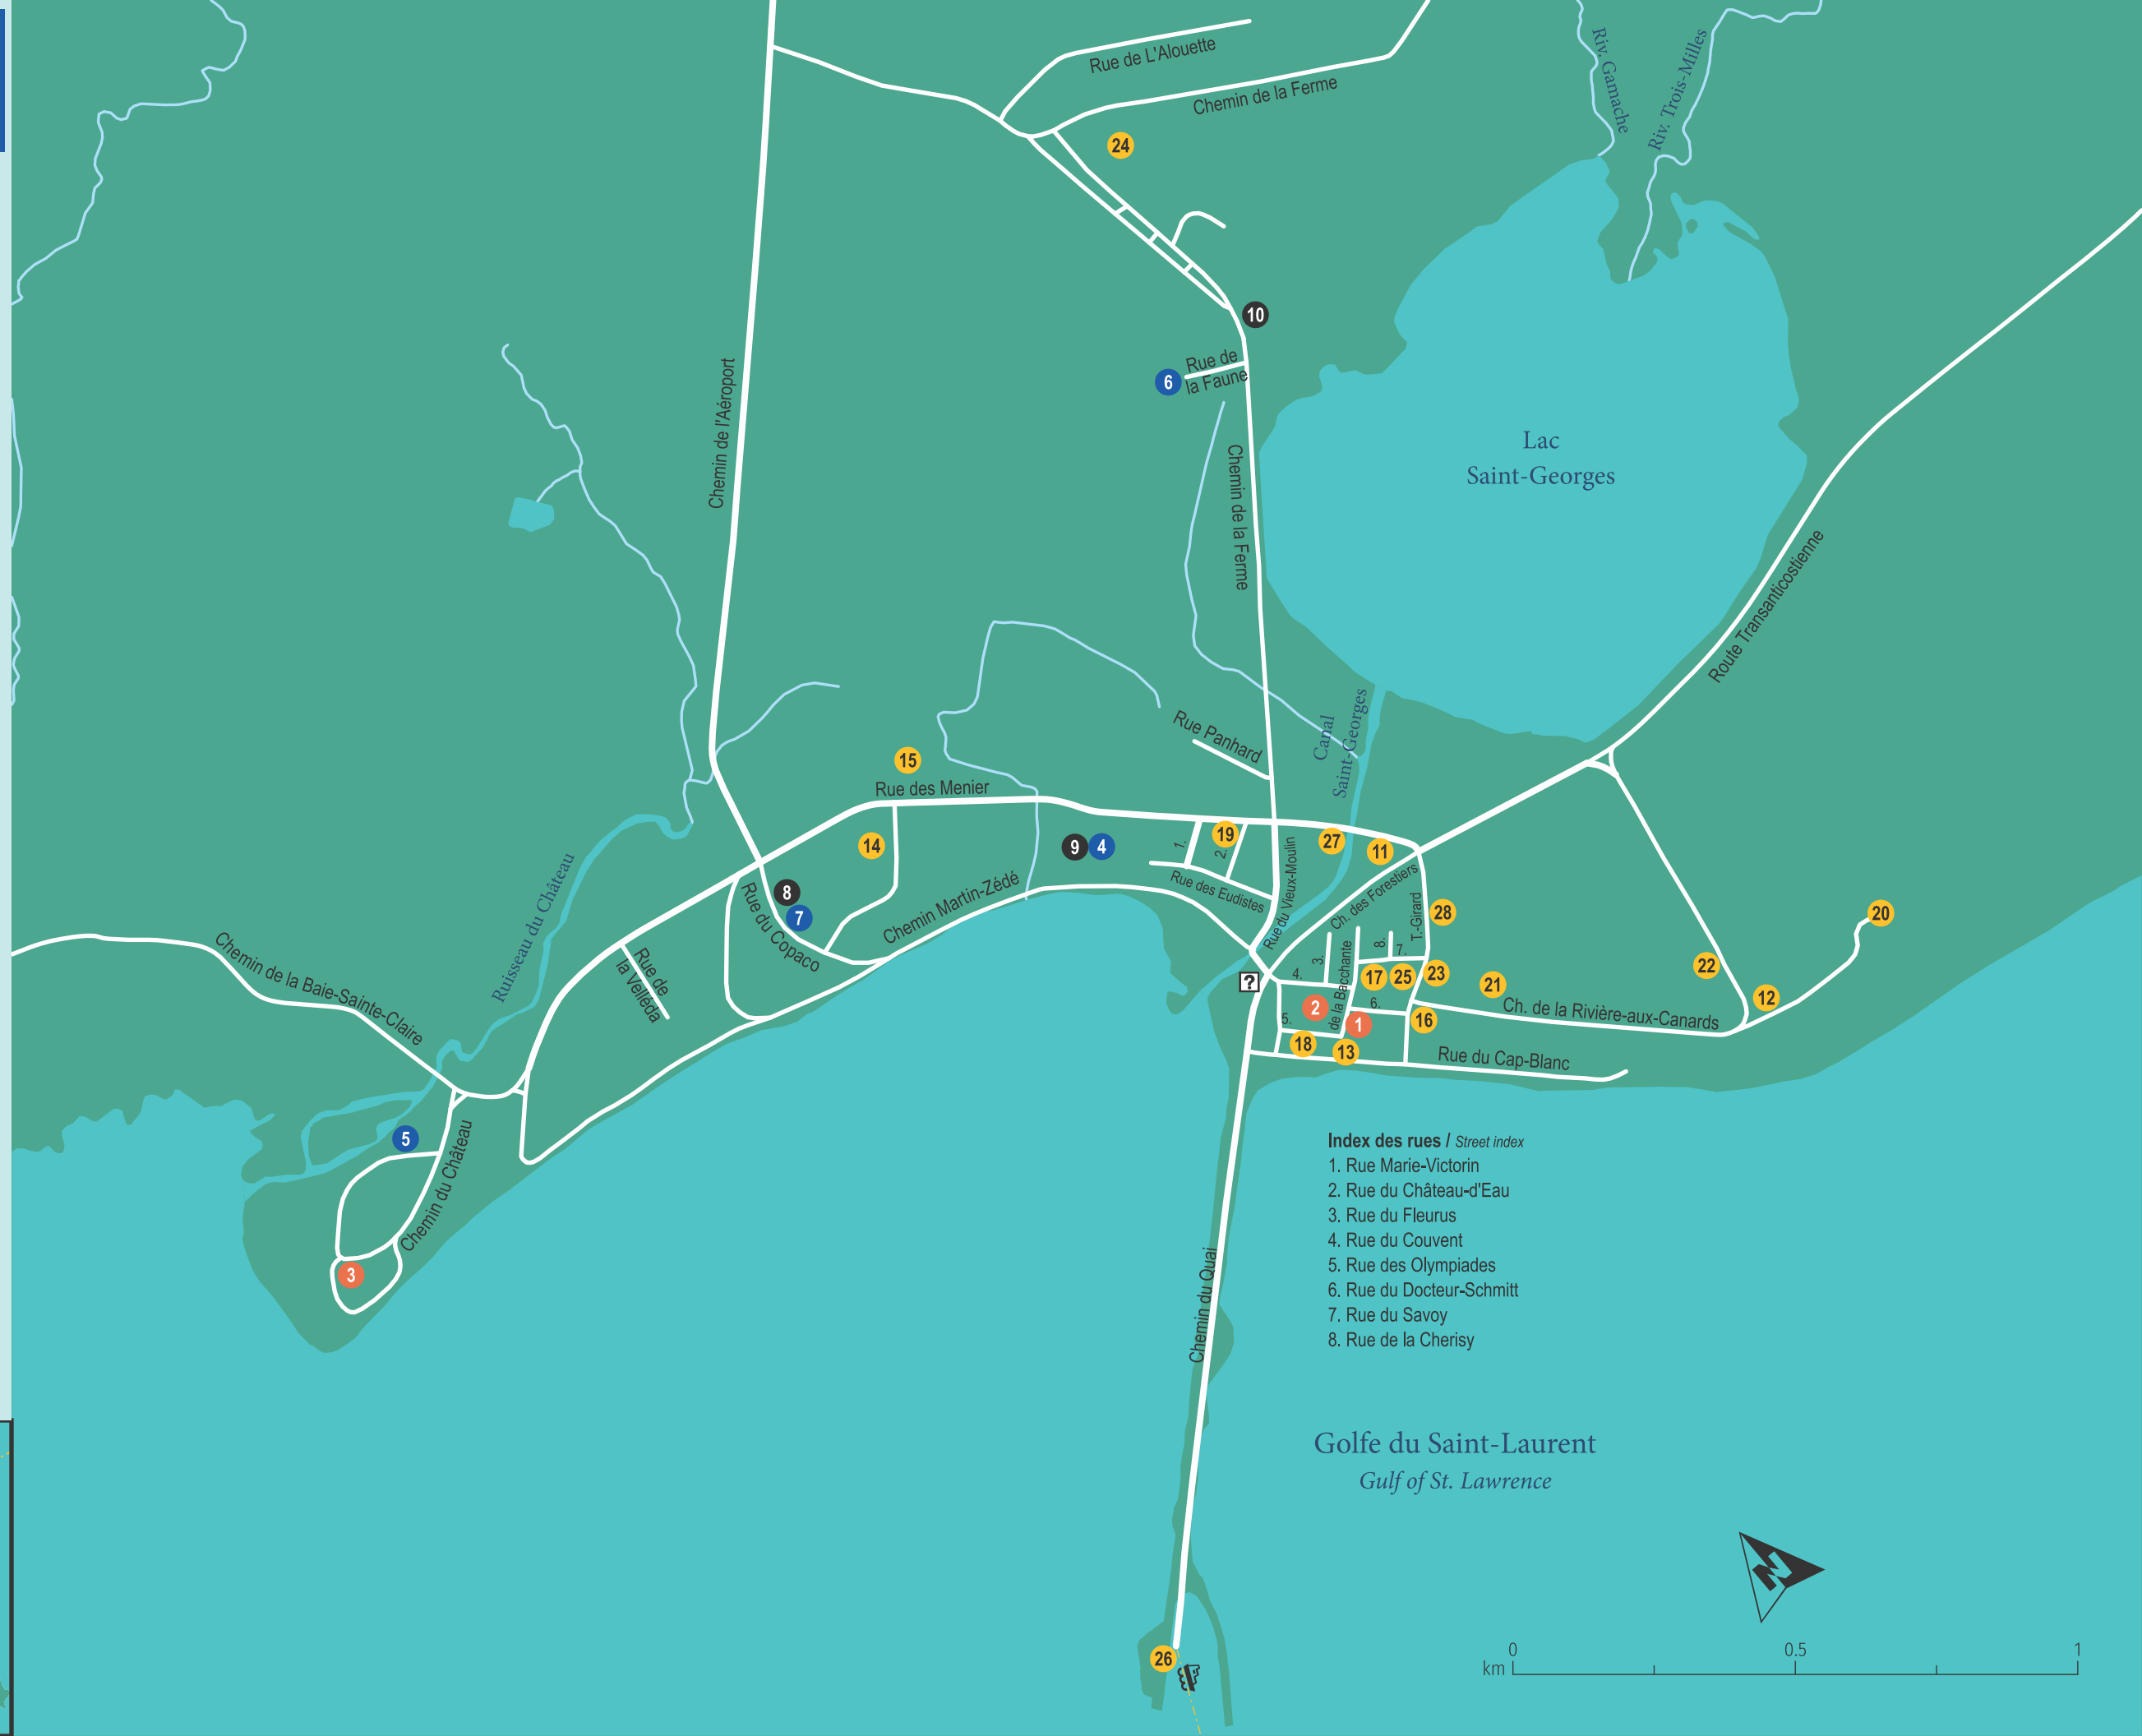 Rue de L'Alouette
Chemin de la Ferme
Riv. Gamache
Riv. Trois-Milles
24
10
Rue de
la Faune
6
Chemin de l'Aéroport
Chemin de la Ferme
Lac
Saint-Georges
Route Transanticostienne
Rue Panhard
Canal
Saint-Georges
15
Rue des Menier
14
9
4
1.
19
2.
27
11
Rue des Eudistes
Rue du Vieux-Moulin
Ch. des Forestiers
T.-Girard
28
8
7
Rue du Copaco
Chemin Martin-Zédé
Ruisseau du Château
Chemin de la Baie-Sainte-Claire
Rue de
la Velléda
?
3.
4.
8.
7.
de la Bacchante
17
25
23
21
22
20
12
2
1
6.
5.
16
18
13
Ch. de la Rivière-aux-Canards
Rue du Cap-Blanc
5
Chemin du Château
3
Chemin du Quai
Index des rues / Street index
1. Rue Marie-Victorin
2. Rue du Château-d'Eau
3. Rue du Fleurus
4. Rue du Couvent
5. Rue des Olympiades
6. Rue du Docteur-Schmitt
7. Rue du Savoy
8. Rue de la Cherisy
Golfe du Saint-Laurent
Gulf of St. Lawrence
N
26
0 0.5 1
km